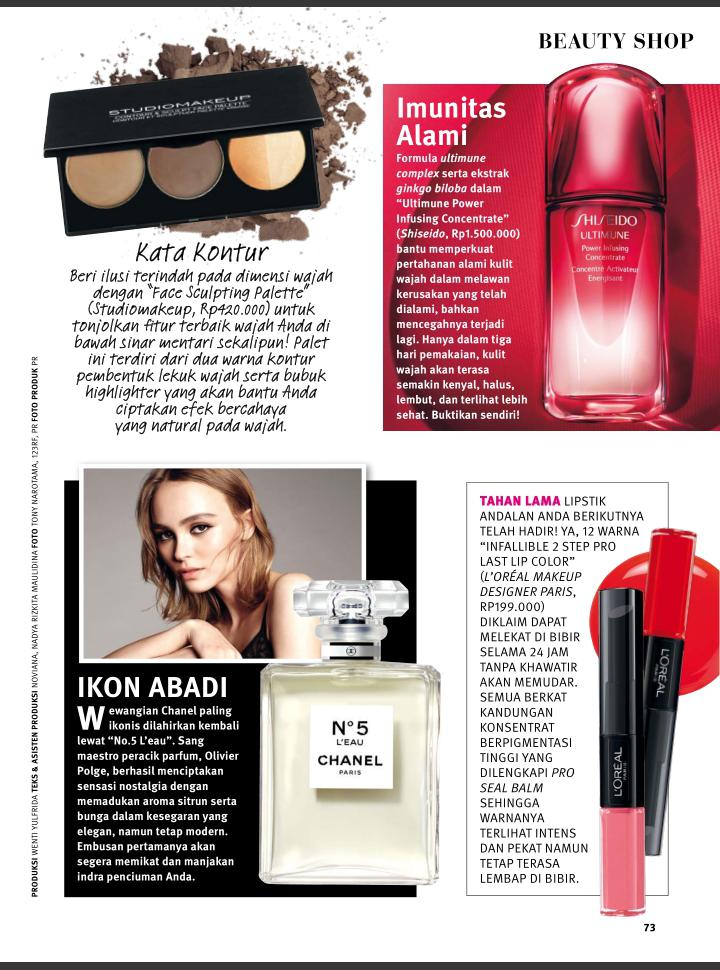 BEAUTY SHOP
STUDIOMAKEUP
CONTOUR & SCULPT FACE PALETTE
Kata Kontur
Beri ilusi terindah pada dimensi wajah
dengan “Face Sculpting Palette”
(Studiomakeup, Rp420.000) untuk
tonjolkan fitur terbaik wajah Anda di
bawah sinar mentari sekalipun! Palet
ini terdiri dari dua warna kontur
pembentuk lekuk wajah serta bubuk
highlighter yang akan bantu Anda
ciptakan efek bercahaya
yang natural pada wajah.
Imunitas
Alami
Formula ultimune
complex serta ekstrak
ginkgo biloba dalam
“Ultimune Power
Infusing Concentrate”
(Shiseido, Rp1.500.000)
bantu memperkuat
pertahanan alami kulit
wajah dalam melawan
kerusakan yang telah
dialami, bahkan
mencegahnya terjadi
lagi. Hanya dalam tiga
hari pemakaian, kulit
wajah akan terasa
semakin kenyal, halus,
lembut, dan terlihat lebih
sehat. Buktikan sendiri!
SHISEIDO
ULTIMUNE
Power Infusing
Concentrate
Concentré Activateur
Energisant
PRODUKSI WENTI YULFRIDA TEKS & ASISTEN PRODUKSI NOVIANA, NADYA RIZKITA MAULIDINA FOTO TONY NAROTAMA, 123RF, PR FOTO PRODUK PR
IKON ABADI
Wewangian Chanel paling
ikonis dilahirkan kembali
lewat “No.5 L’eau”. Sang
maestro peracik parfum, Olivier
Polge, berhasil menciptakan
sensasi nostalgia dengan
memadukan aroma sitrun serta
bunga dalam kesegaran yang
elegan, namun tetap modern.
Embusan pertamanya akan
segera memikat dan manjakan
indra penciuman Anda.
N°5
L'EAU
CHANEL
PARIS
TAHAN LAMA LIPSTIK
ANDALAN ANDA BERIKUTNYA
TELAH HADIR! YA, 12 WARNA
“INFALLIBLE 2 STEP PRO
LAST LIP COLOR”
(L’ORÉAL MAKEUP
DESIGNER PARIS,
RP199.000)
DIKLAIM DAPAT
MELEKAT DI BIBIR
SELAMA 24 JAM
TANPA KHAWATIR
AKAN MEMUDAR.
SEMUA BERKAT
KANDUNGAN
KONSENTRAT
BERPIGMENTASI
TINGGI YANG
DILENGKAPI PRO
SEAL BALM
SEHINGGA
WARNANYA
TERLIHAT INTENS
DAN PEKAT NAMUN
TETAP TERASA
LEMBAP DI BIBIR.
L'ORÉAL
PARIS
L'ORÉAL
PARIS
73